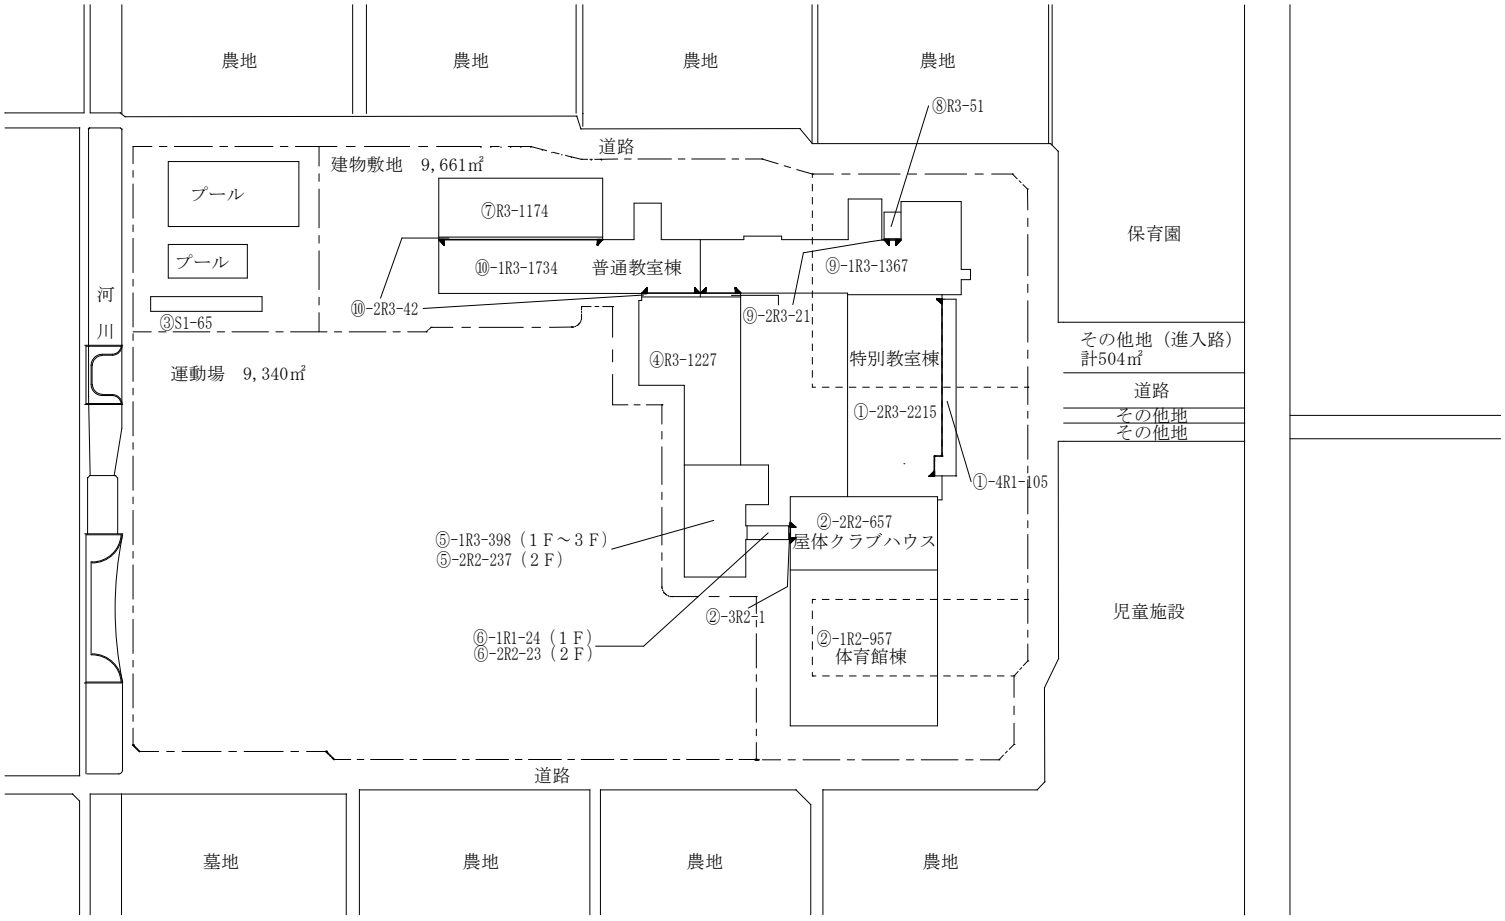 農地
農地
農地
農地
⑧R3-51
道路
建物敷地　9,661㎡
プール
⑦R3-1174
保育園
プール
⑩-1R3-1734
普通教室棟
⑨-1R3-1367
河
川
③S1-65
⑩-2R3-42
⑨-2R3-21
その他地（進入路）
計504㎡
運動場　9,340㎡
④R3-1227
特別教室棟
道路
①-2R3-2215
その他地
その他地
①-4R1-105
②-2R2-657
屋体クラブハウス
⑤-1R3-398（１Ｆ～３Ｆ）
⑤-2R2-237（２Ｆ）
②-3R2-1
児童施設
⑥-1R1-24（１Ｆ）
⑥-2R2-23（２Ｆ）
②-1R2-957
体育館棟
道路
墓地
農地
農地
農地